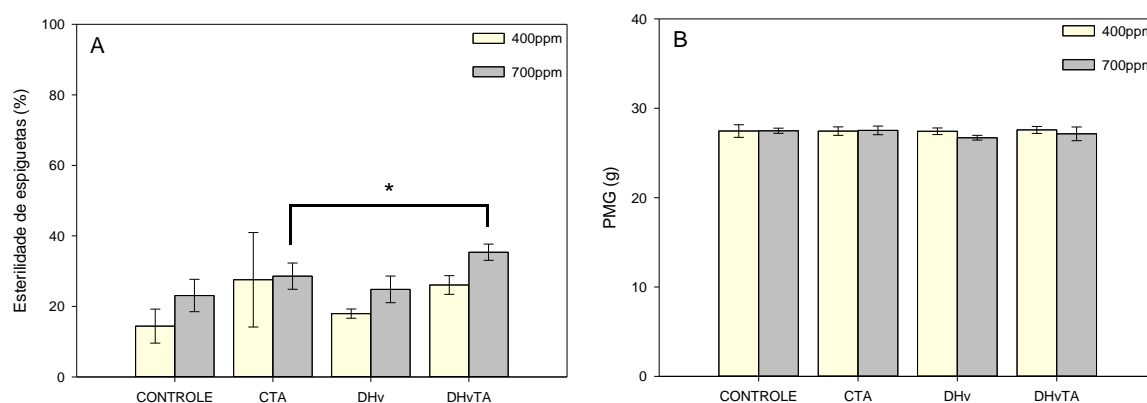 A
400ppm
700ppm
Esterilidade de espiguetas (%)
100
80
60
40
20
0
*
CONTROLE CTA DHv DHvTA
B
400ppm
700ppm
PMG (g)
40
30
20
10
0
CONTROLE CTA DHv DHvTA